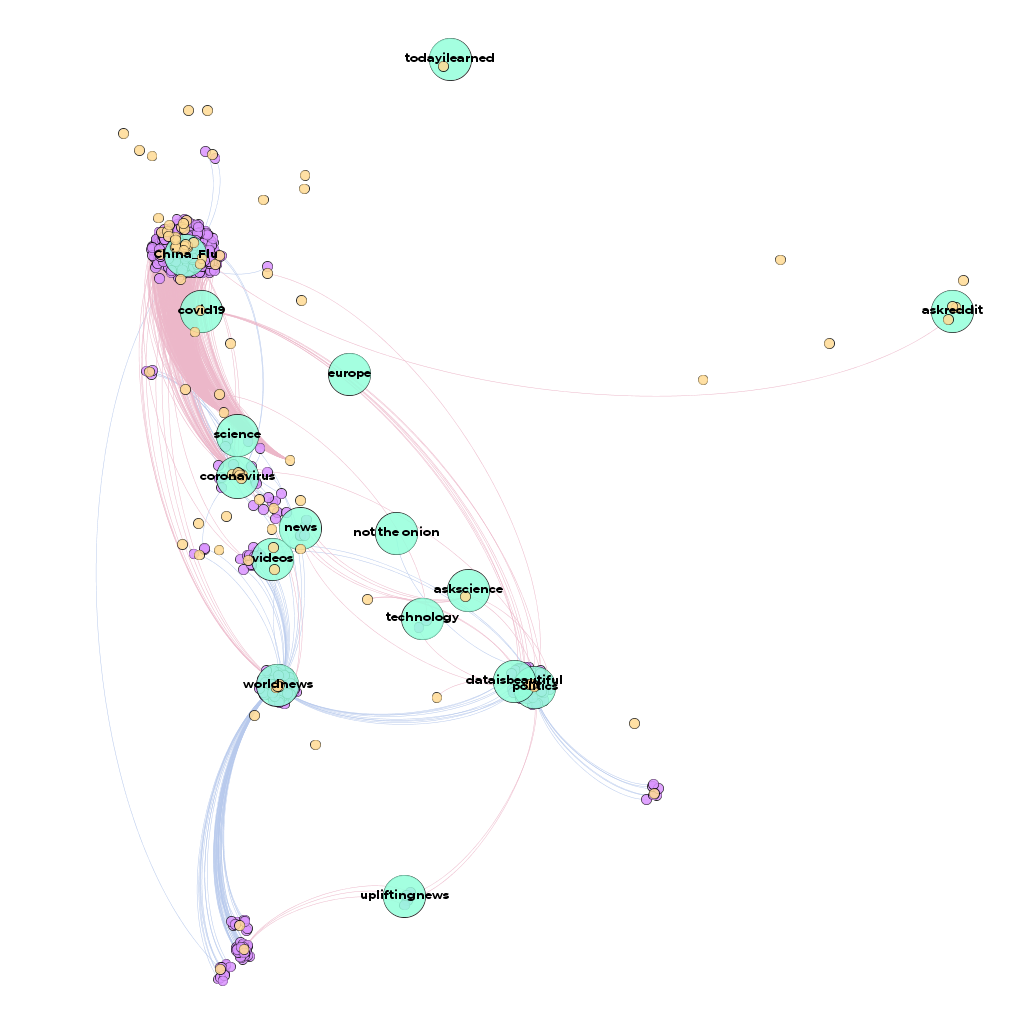 todayilearned
China_Flu
covid19
askreddit
europe
science
coronavirus
news
not the onion
videos
askscience
technology
worldnews
dataisbeautiful
politics
upliftingnews